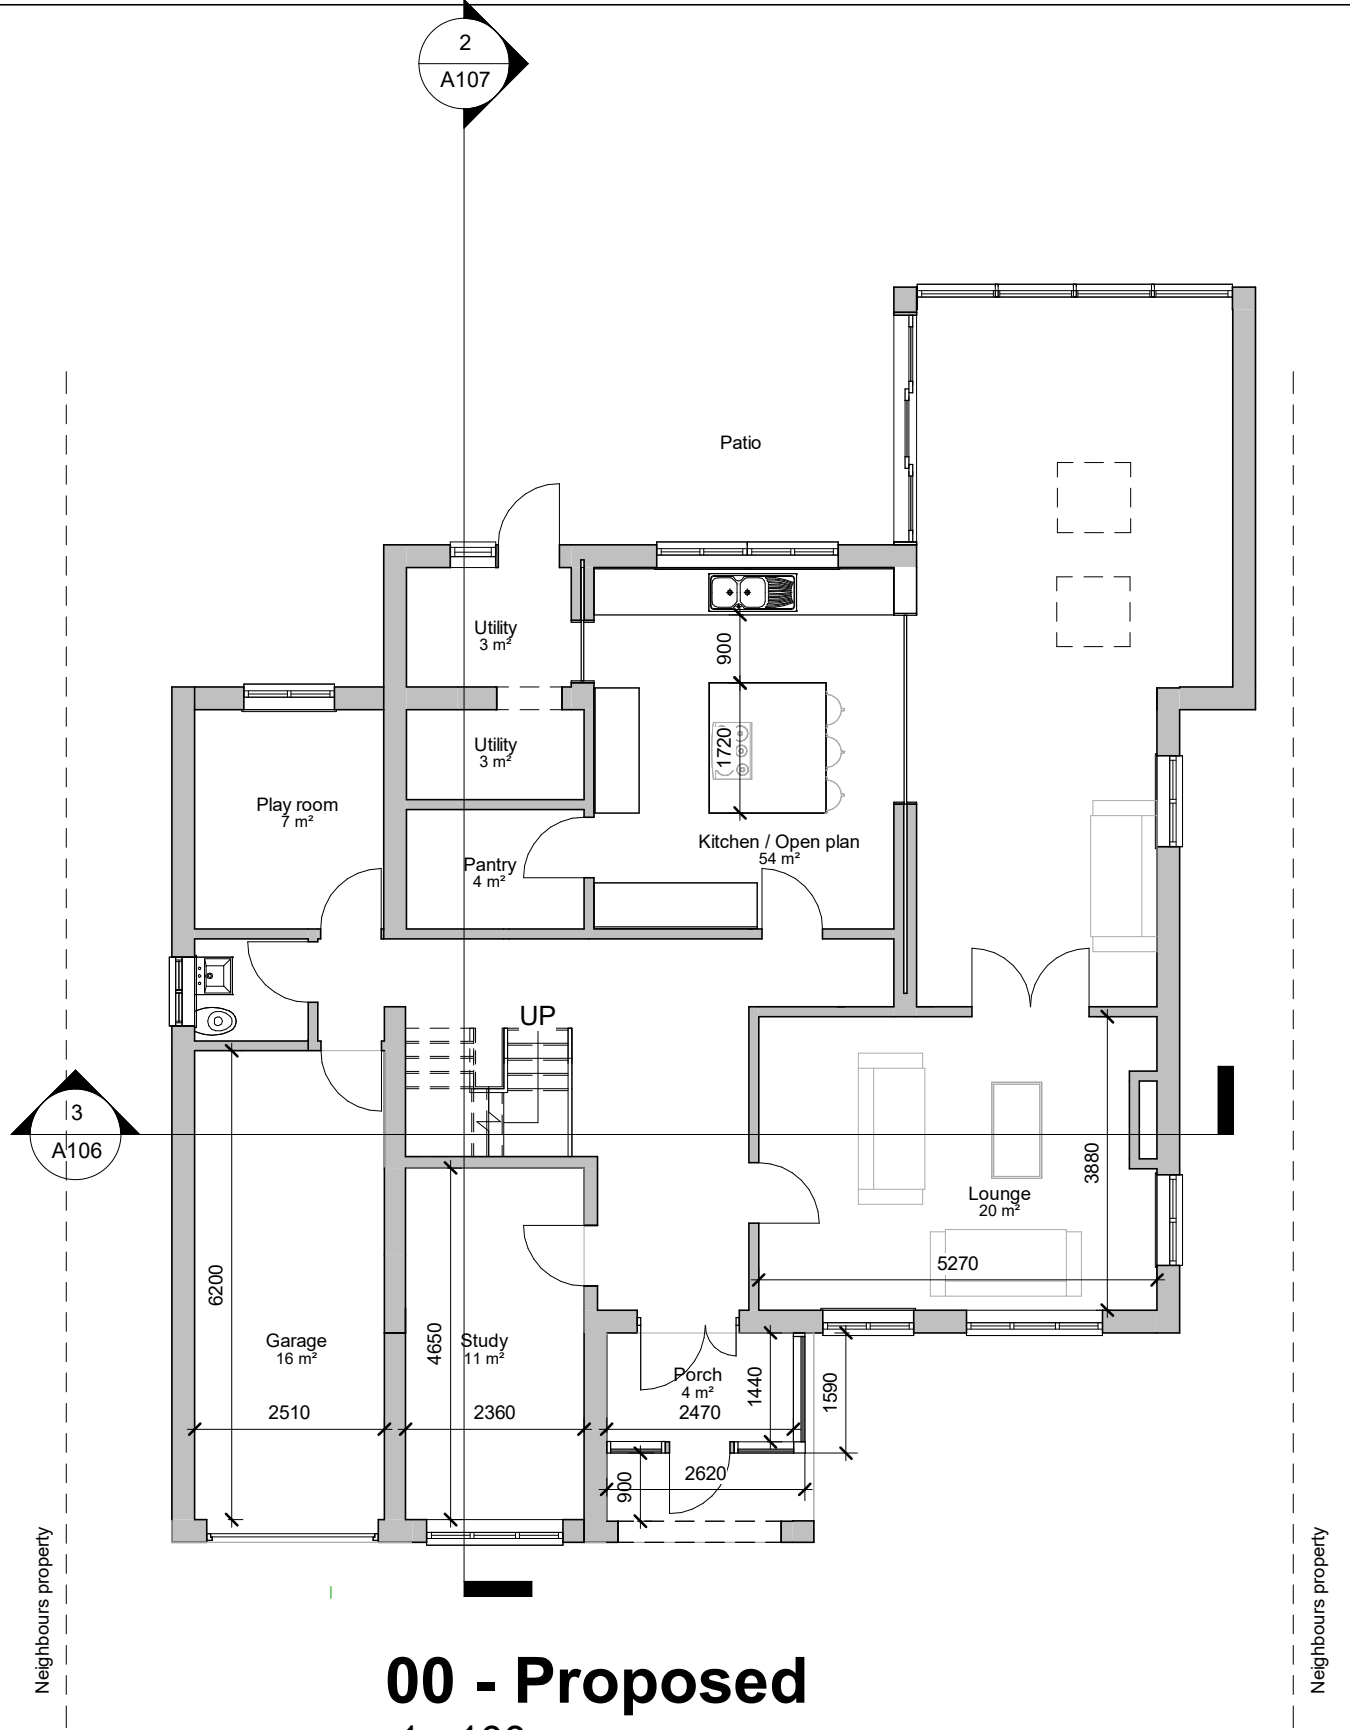 2
A107
Patio
Utility
3 m²
900
Utility
3 m²
1720
Play room
7 m²
Kitchen / Open plan
54 m²
Pantry
4 m²
UP
3
A106
3880
Lounge
20 m²
5270
6200
Garage
16 m²
4650
Study
11 m²
Porch
4 m²
1440
1590
2510
2360
2470
2620
900
Neighbours property
Neighbours property
00 - Proposed